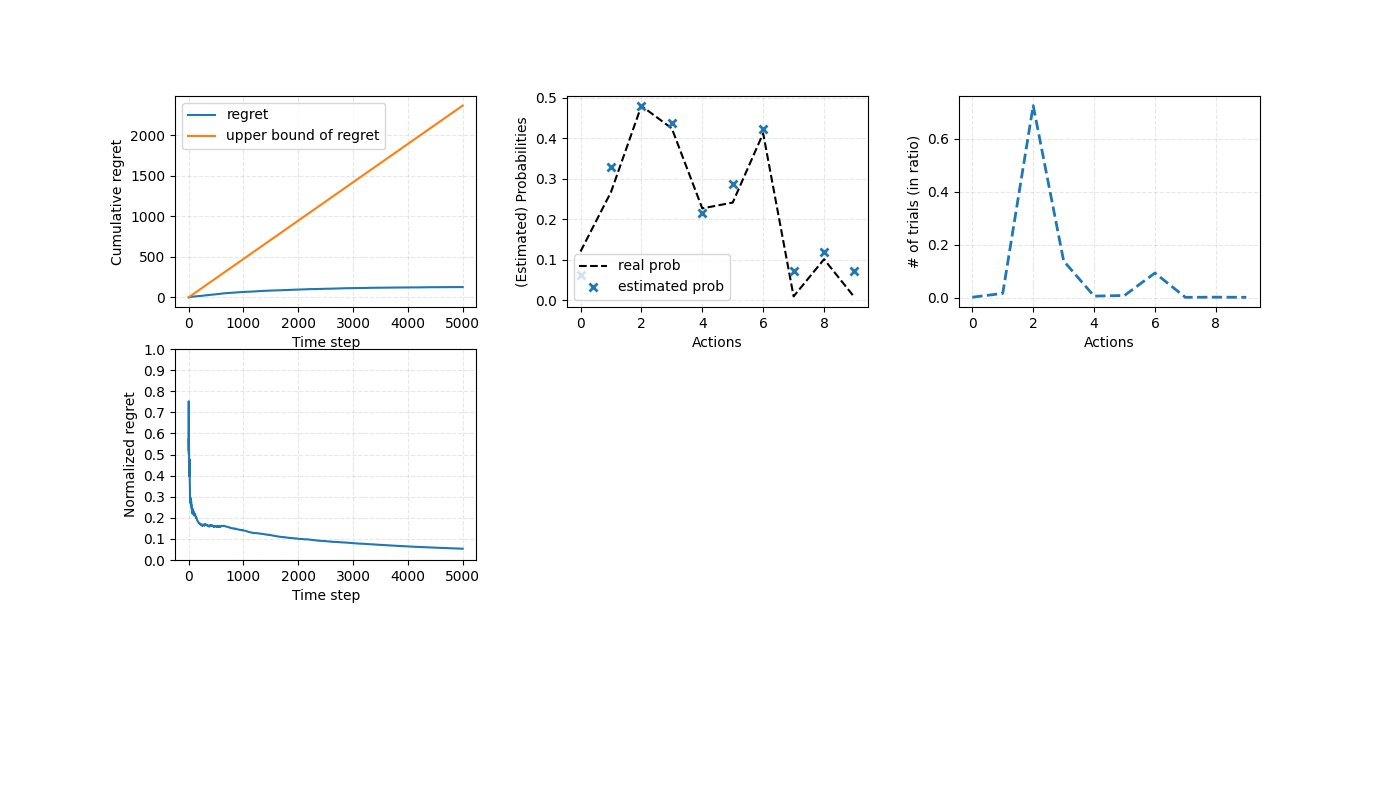 regret
upper bound of regret
Cumulative regret
2000
1500
1000
500
0
0 1000 2000 3000 4000 5000
Time step
(Estimated) Probabilities
0.5
0.4
0.3
0.2
0.1
0.0
real prob
estimated prob
0 2 4 6 8
Actions
# of trials (in ratio)
0.6
0.4
0.2
0.0
0 2 4 6 8
Actions
Normalized regret
1.0
0.9
0.8
0.7
0.6
0.5
0.4
0.3
0.2
0.1
0.0
0 1000 2000 3000 4000 5000
Time step